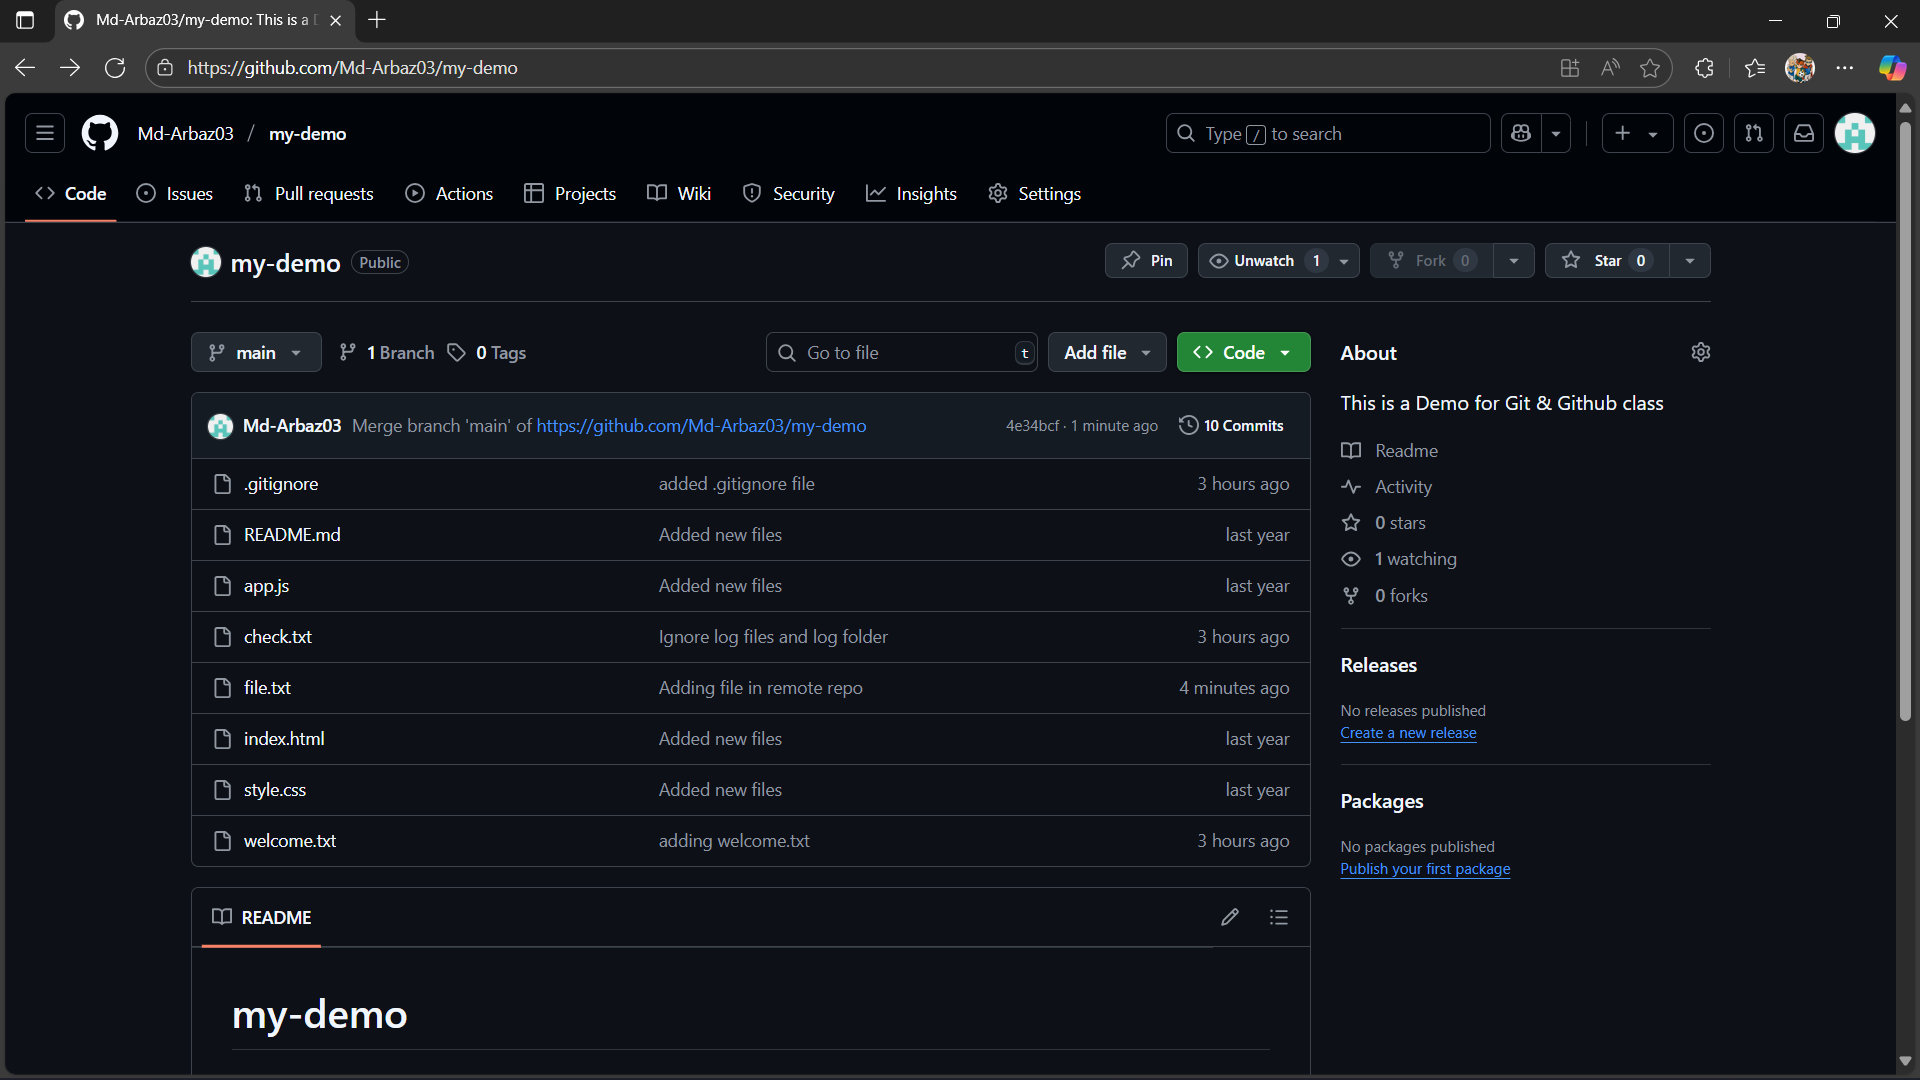 Md-Arbaz03/my-demo: This is a
https://github.com/Md-Arbaz03/my-demo
Md-Arbaz03 / my-demo
Type / to search
Code Issues Pull requests Actions Projects Wiki Security Insights Settings
my-demo Public
Pin Unwatch 1 Fork 0 Star 0
main 1 Branch 0 Tags
Go to file t Add file Code
Md-Arbaz03 Merge branch 'main' of https://github.com/Md-Arbaz03/my-demo 4e34bcf · 1 minute ago 10 Commits
.gitignore added .gitignore file 3 hours ago
README.md Added new files last year
app.js Added new files last year
check.txt Ignore log files and log folder 3 hours ago
file.txt Adding file in remote repo 4 minutes ago
index.html Added new files last year
style.css Added new files last year
welcome.txt adding welcome.txt 3 hours ago
README
my-demo
About
This is a Demo for Git & Github class
Readme
Activity
0 stars
1 watching
0 forks
Releases
No releases published
Create a new release
Packages
No packages published
Publish your first package